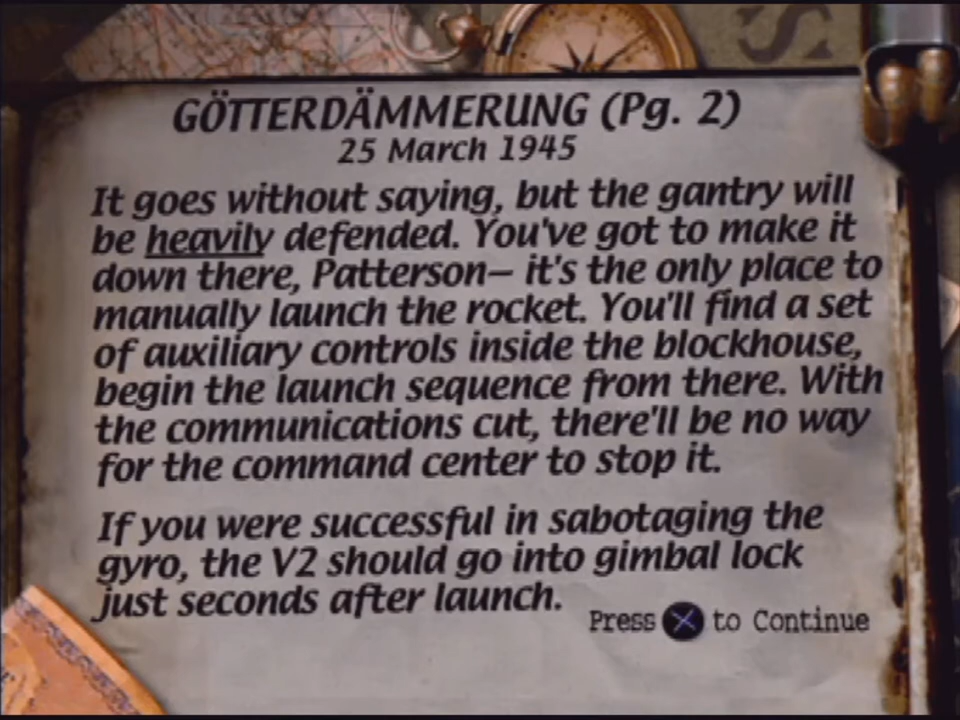 GÖTTERDÄMMERUNG (Pg. 2)
25 March 1945
It goes without saying, but the gantry will
be heavily defended. You've got to make it
down there, Patterson— it's the only place to
manually launch the rocket. You'll find a set
of auxiliary controls inside the blockhouse,
begin the launch sequence from there. With
the communications cut, there'll be no way
for the command center to stop it.
If you were successful in sabotaging the
gyro, the V2 should go into gimbal lock
just seconds after launch.
Press X to Continue